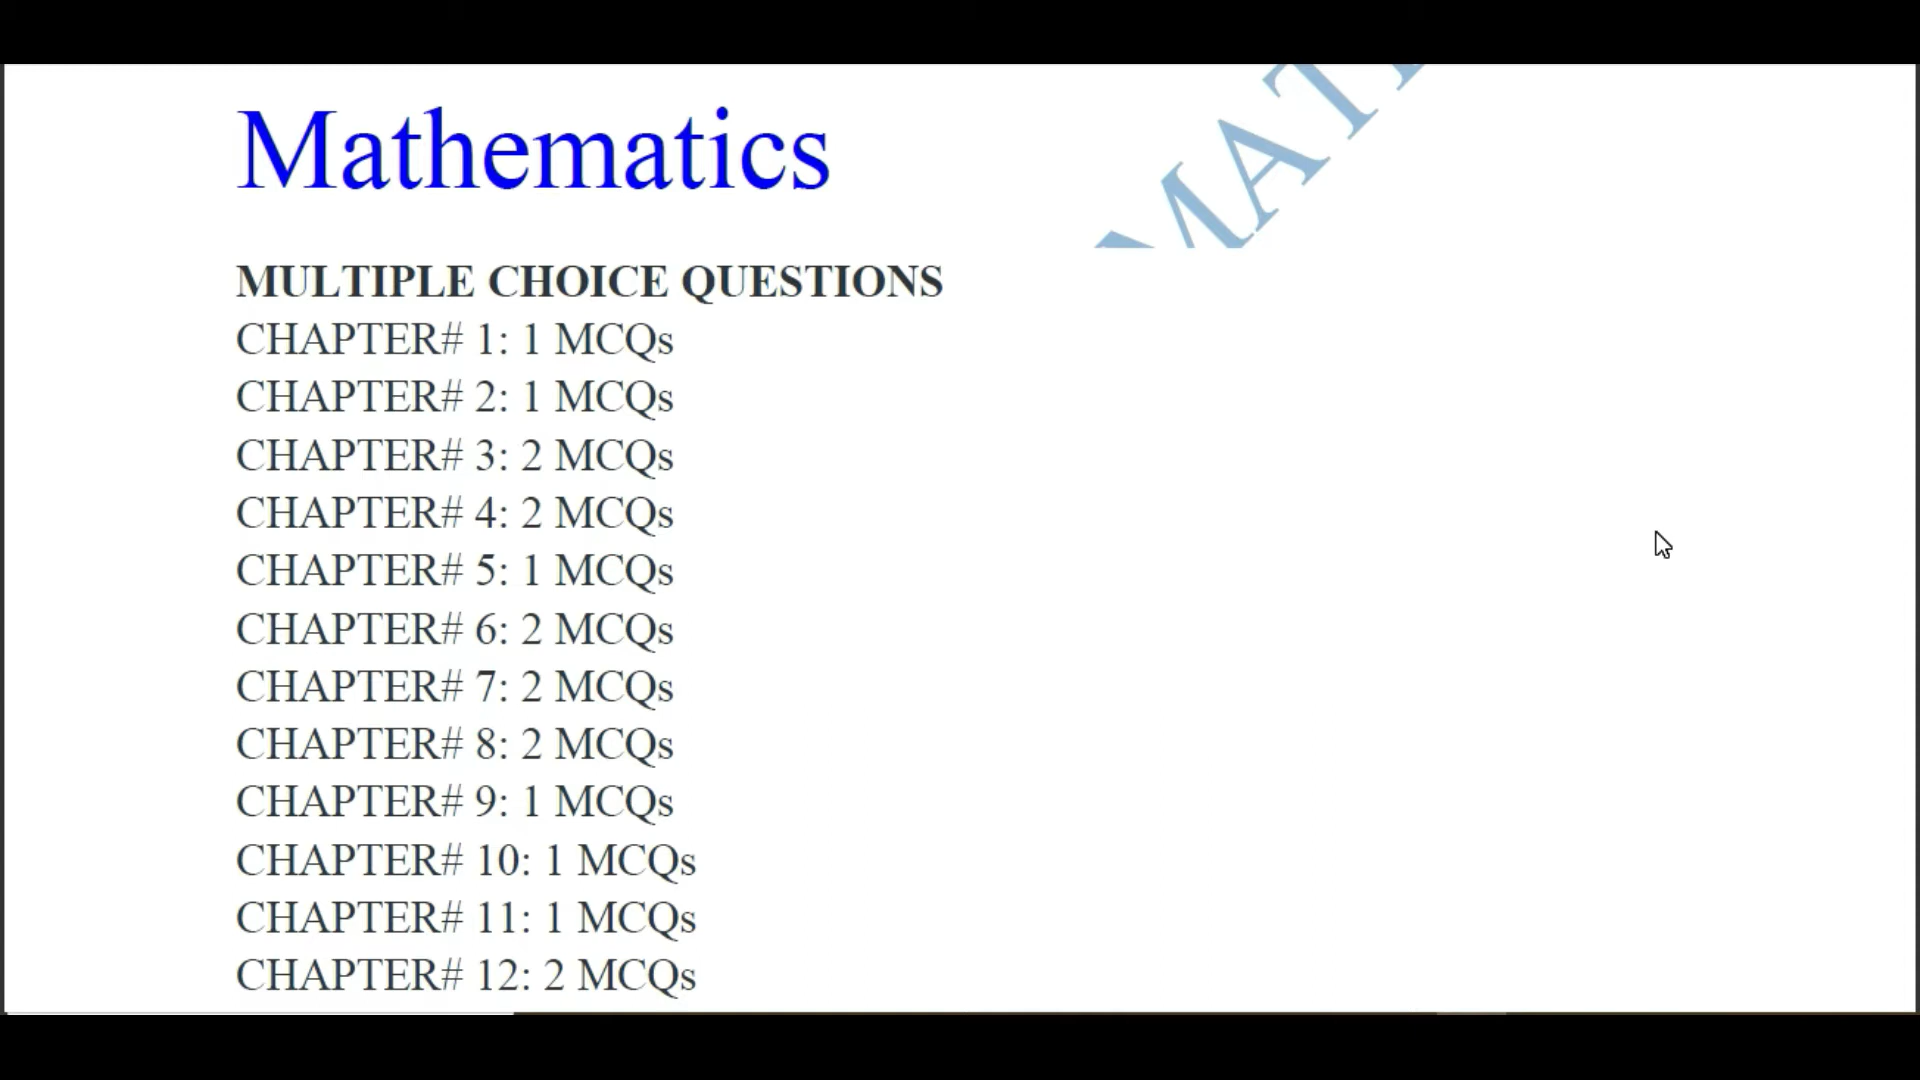 Mathematics
MAT
MULTIPLE CHOICE QUESTIONS
CHAPTER# 1: 1 MCQs
CHAPTER# 2: 1 MCQs
CHAPTER# 3: 2 MCQs
CHAPTER# 4: 2 MCQs
CHAPTER# 5: 1 MCQs
CHAPTER# 6: 2 MCQs
CHAPTER# 7: 2 MCQs
CHAPTER# 8: 2 MCQs
CHAPTER# 9: 1 MCQs
CHAPTER# 10: 1 MCQs
CHAPTER# 11: 1 MCQs
CHAPTER# 12: 2 MCQs